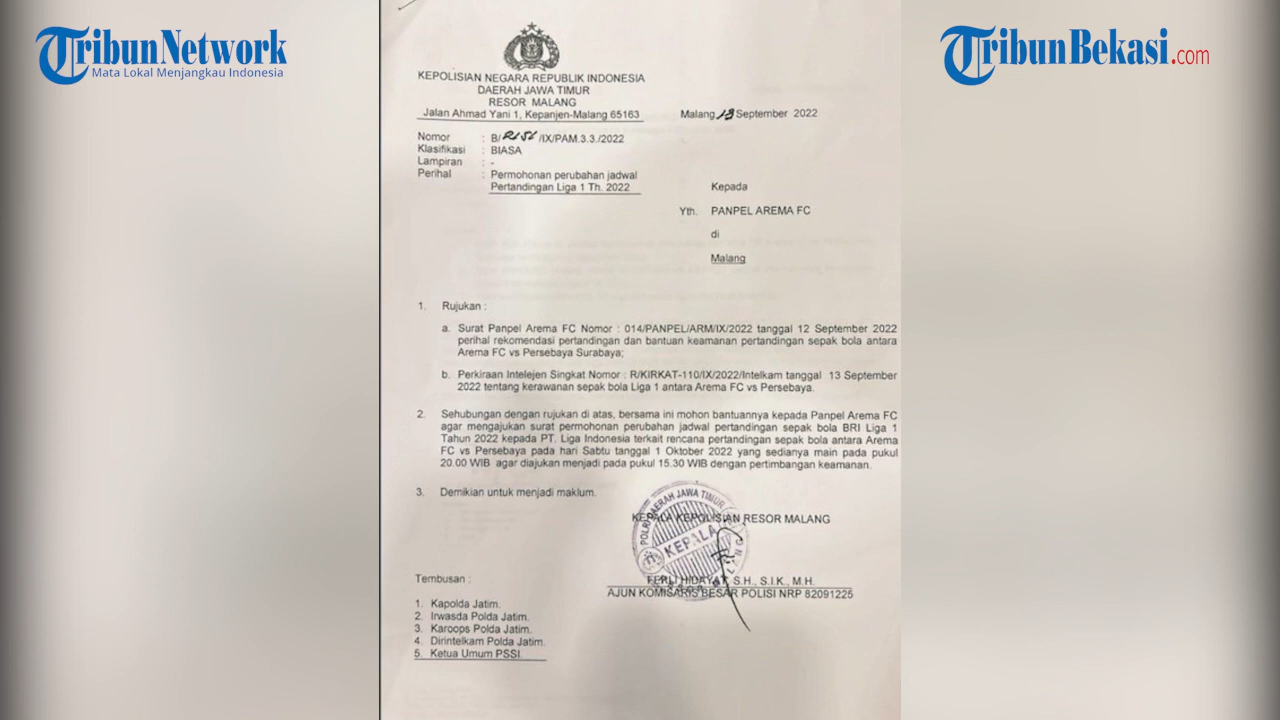 Tribun Network
Mata Lokal Menjangkau Indonesia
TribunBekasi.com
KEPOLISIAN NEGARA REPUBLIK INDONESIA
DAERAH JAWA TIMUR
RESOR MALANG
Jalan Ahmad Yani 1, Kepanjen-Malang 65163
Malang, 13 September 2022
Nomor : B/ /IX/PAM.3.3./2022
Klasifikasi : BIASA
Lampiran : -
Perihal : Permohonan perubahan jadwal
Pertandingan Liga 1 Th. 2022
Kepada
Yth. PANPEL AREMA FC
di
Malang
1. Rujukan :
a. Surat Panpel Arema FC Nomor : 014/PANPEL/ARM/IX/2022 tanggal 12 September 2022
perihal rekomendasi pertandingan dan bantuan keamanan pertandingan sepak bola antara
Arema FC vs Persebaya Surabaya;
b. Perkiraan Intelejen Singkat Nomor : R/KIRKAT-110/IX/2022/Intelkam tanggal 13 September
2022 tentang kerawanan sepak bola Liga 1 antara Arema FC vs Persebaya.
2. Sehubungan dengan rujukan di atas, bersama ini mohon bantuannya kepada Panpel Arema FC
agar mengajukan surat permohonan perubahan jadwal pertandingan sepak bola BRI Liga 1
Tahun 2022 kepada PT. Liga Indonesia terkait rencana pertandingan sepak bola antara Arema
FC vs Persebaya pada hari Sabtu tanggal 1 Oktober 2022 yang sedianya main pada pukul
20.00 WIB agar diajukan menjadi pada pukul 15.30 WIB dengan pertimbangan keamanan.
3. Demikian untuk menjadi maklum.
KEPALA KEPOLISIAN RESOR MALANG
POLRI DAERAH JAWA TIMUR
KEPALA
FERLI HIDAYAT, S.H., S.I.K., M.H.
AJUN KOMISARIS BESAR POLISI NRP 82091225
Tembusan :
1. Kapolda Jatim.
2. Irwasda Polda Jatim.
3. Karoops Polda Jatim.
4. Dirintelkam Polda Jatim.
5. Ketua Umum PSSI.